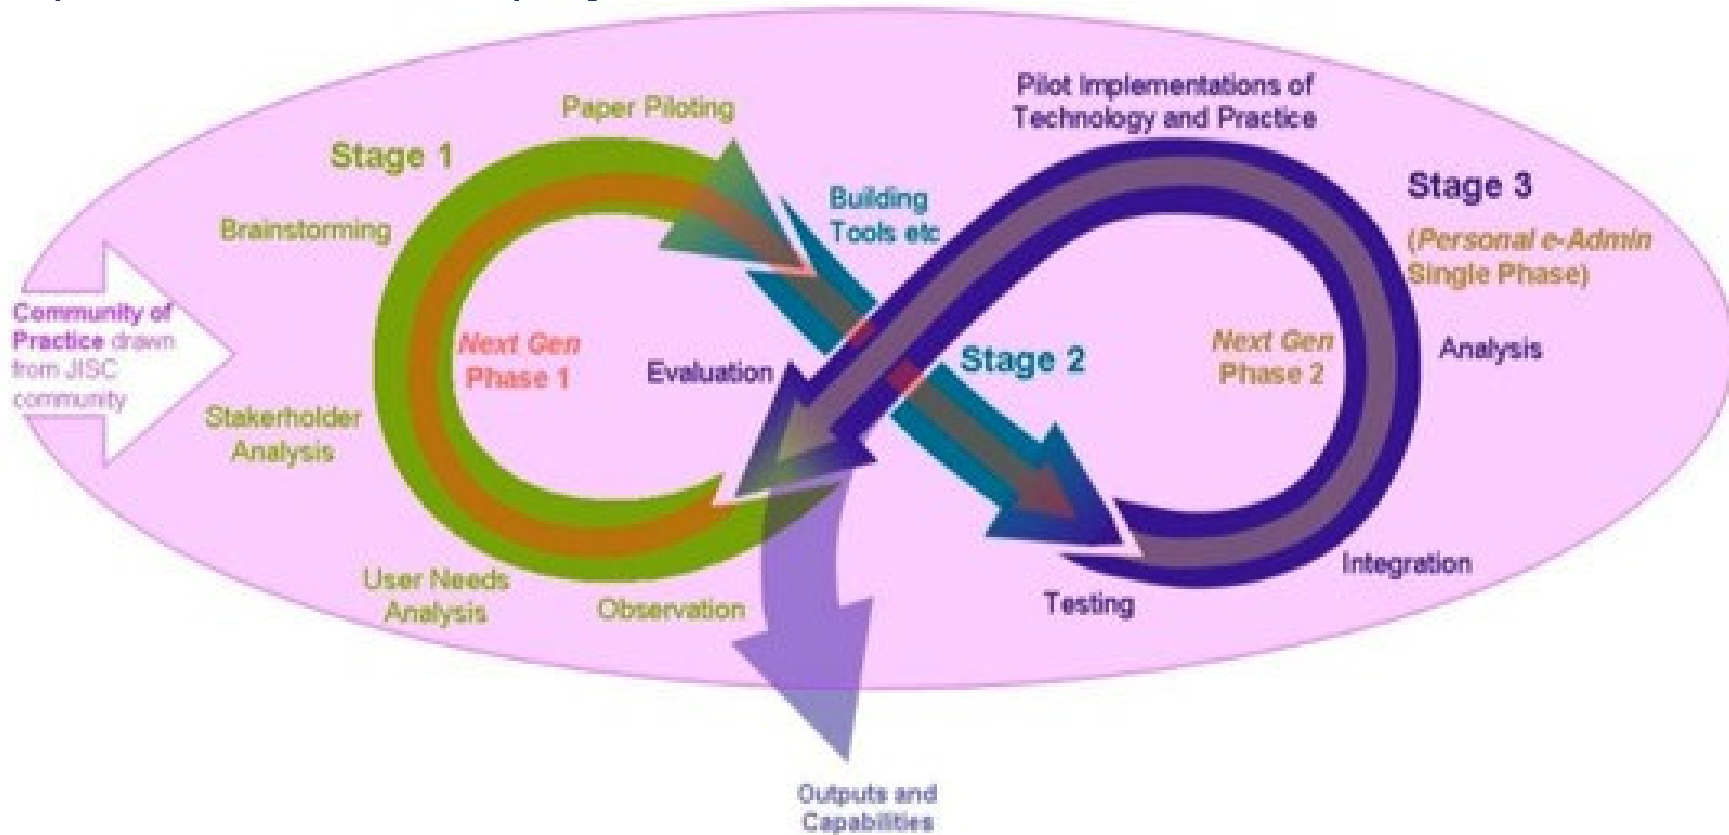 Pilot Implementations of
Technology and Practice
Paper Piloting
Stage 1
Stage 3
Building
Tools etc
Brainstorming
(Personal e-Admin
Single Phase)
Community of
Practice drawn
from JISC
community
Next Gen
Phase 1
Evaluation
Stage 2
Next Gen
Phase 2
Analysis
Stakerholder
Analysis
User Needs
Analysis
Observation
Testing
Integration
Outputs and
Capabilities